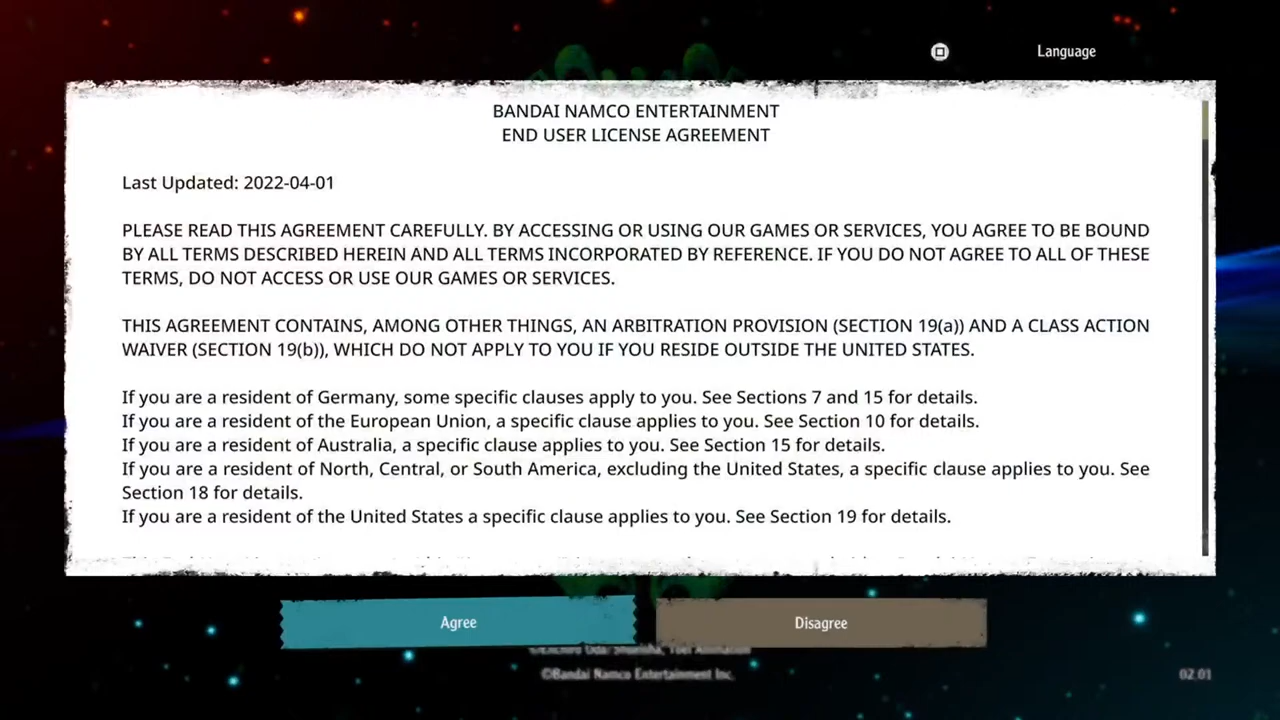 Language
BANDAI NAMCO ENTERTAINMENT
END USER LICENSE AGREEMENT
Last Updated: 2022-04-01
PLEASE READ THIS AGREEMENT CAREFULLY. BY ACCESSING OR USING OUR GAMES OR SERVICES, YOU AGREE TO BE BOUND
BY ALL TERMS DESCRIBED HEREIN AND ALL TERMS INCORPORATED BY REFERENCE. IF YOU DO NOT AGREE TO ALL OF THESE
TERMS, DO NOT ACCESS OR USE OUR GAMES OR SERVICES.
THIS AGREEMENT CONTAINS, AMONG OTHER THINGS, AN ARBITRATION PROVISION (SECTION 19(a)) AND A CLASS ACTION
WAIVER (SECTION 19(b)), WHICH DO NOT APPLY TO YOU IF YOU RESIDE OUTSIDE THE UNITED STATES.
If you are a resident of Germany, some specific clauses apply to you. See Sections 7 and 15 for details.
If you are a resident of the European Union, a specific clause applies to you. See Section 10 for details.
If you are a resident of Australia, a specific clause applies to you. See Section 15 for details.
If you are a resident of North, Central, or South America, excluding the United States, a specific clause applies to you. See
Section 18 for details.
If you are a resident of the United States a specific clause applies to you. See Section 19 for details.
Agree
Disagree
©Eiichiro Oda/Shueisha, Toei Animation
©Bandai Namco Entertainment Inc.
02.01